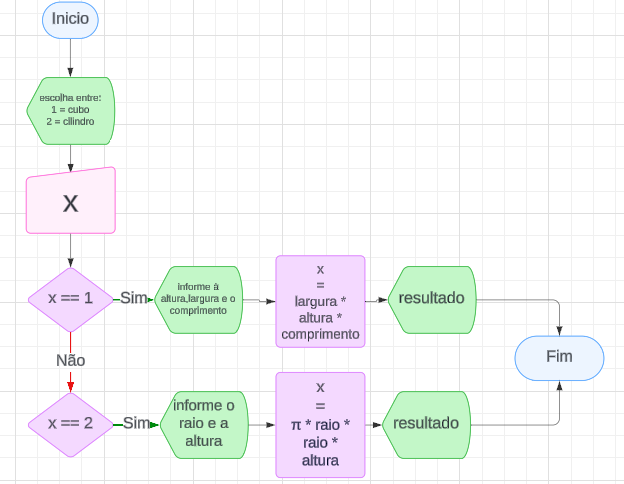 Inicio
escolha entre:
1 = cubo
2 = cilindro
X
x == 1
Sim
informe à
altura,largura e o
comprimento
x
=
largura *
altura *
comprimento
resultado
Não
Fim
x == 2
Sim
informe o
raio e a
altura
x
=
π * raio *
raio *
altura
resultado